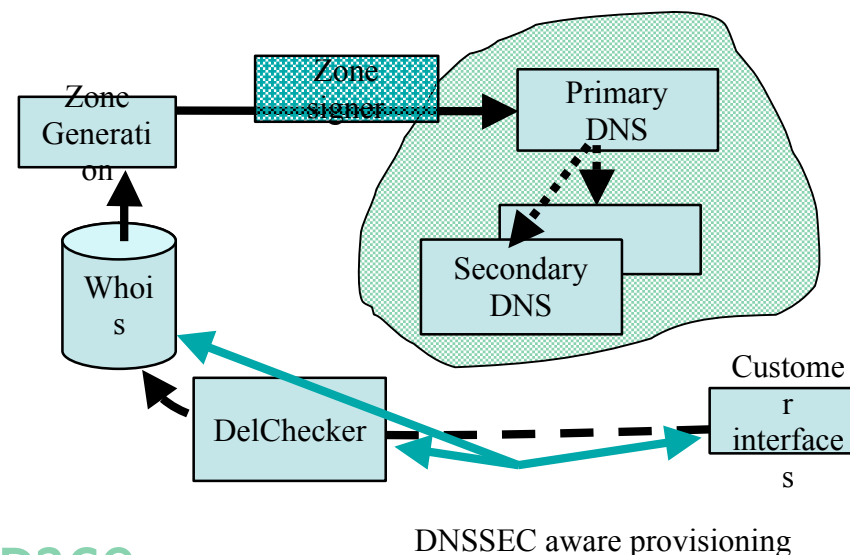 Zone
signer
Zone
Generati
on
Primary
DNS
Secondary
DNS
Whoi
s
DelChecker
Custome
r
interface
s
DNSSEC aware provisioning